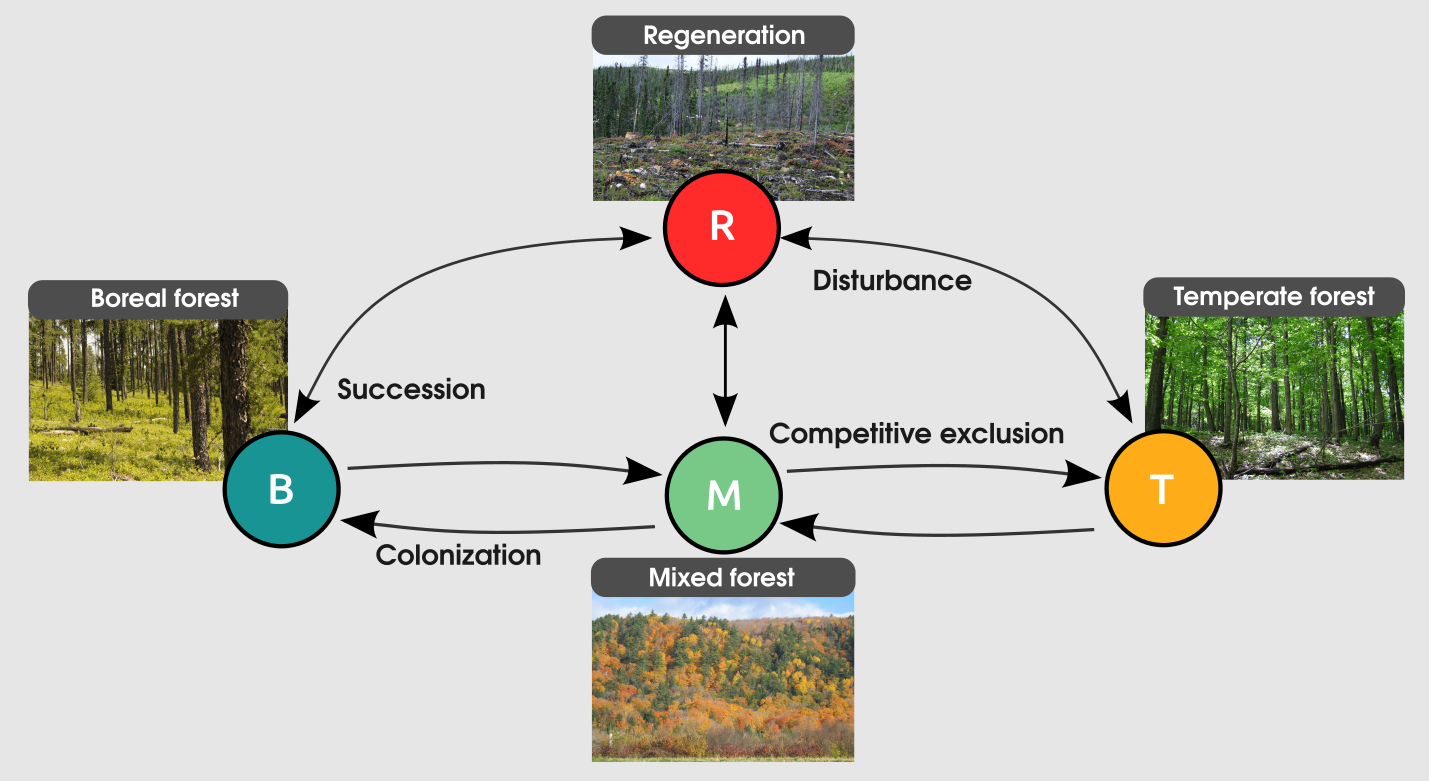 Regeneration
R
Disturbance
Boreal forest
Temperate forest
Succession
Competitive exclusion
B
M
T
Colonization
Mixed forest